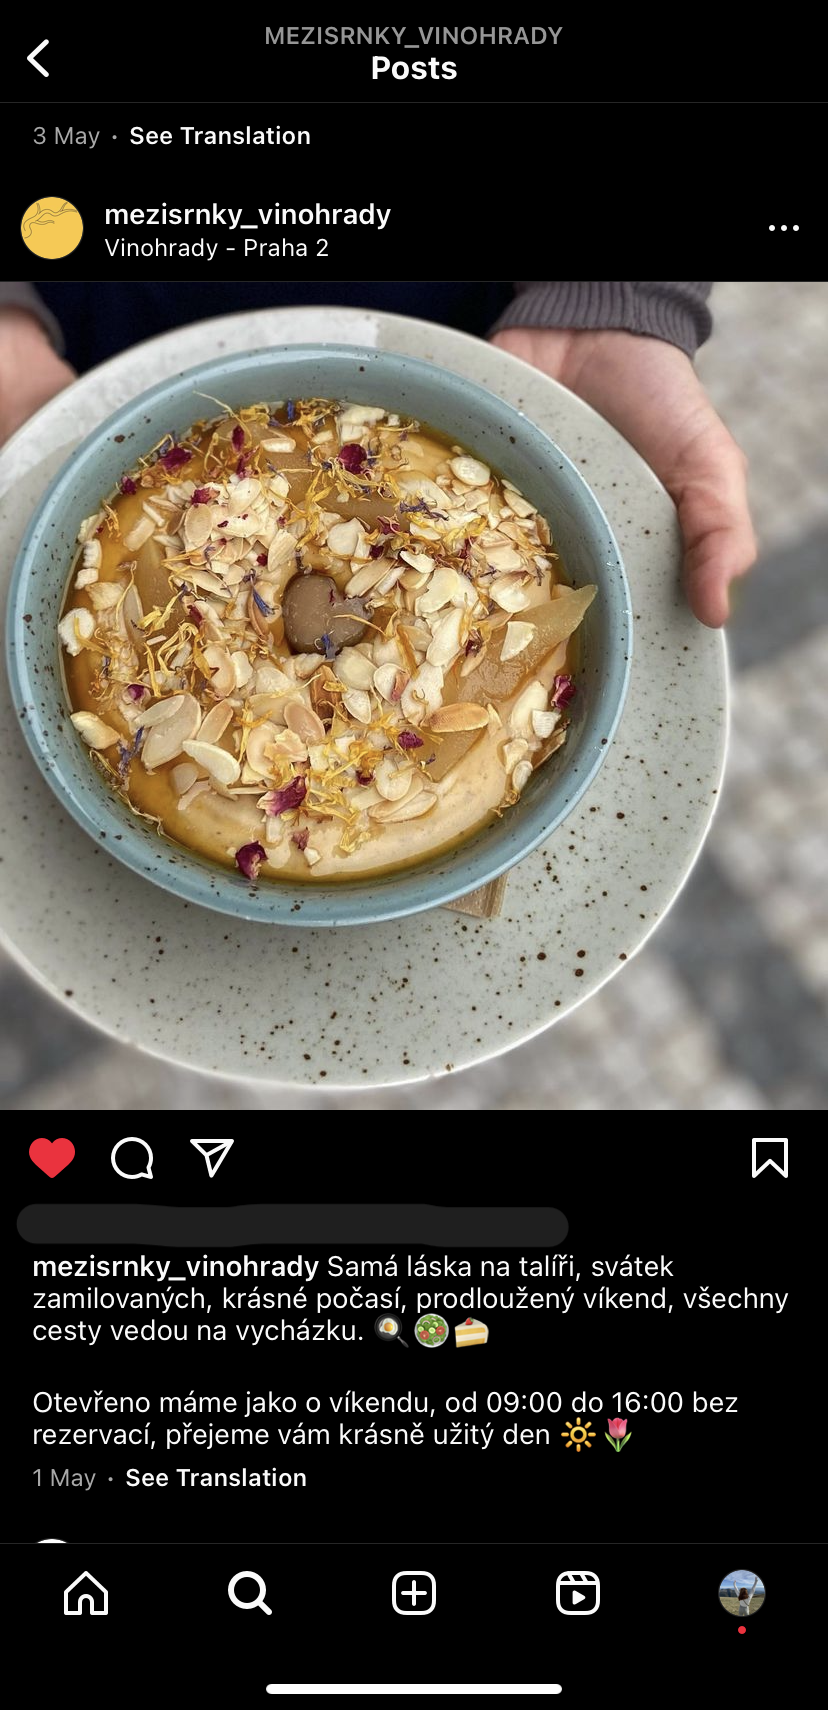 MEZISRNKY_VINOHRADY
Posts
3 May · See Translation
mezisrnky_vinohrady
Vinohrady - Praha 2
mezisrnky_vinohrady Samá láska na talíři, svátek
zamilovaných, krásné počasí, prodloužený víkend, všechny
cesty vedou na vycházku. 🍳🥗🍰
Otevřeno máme jako o víkendu, od 09:00 do 16:00 bez
rezervací, přejeme vám krásně užitý den 🔆🌷
1 May · See Translation